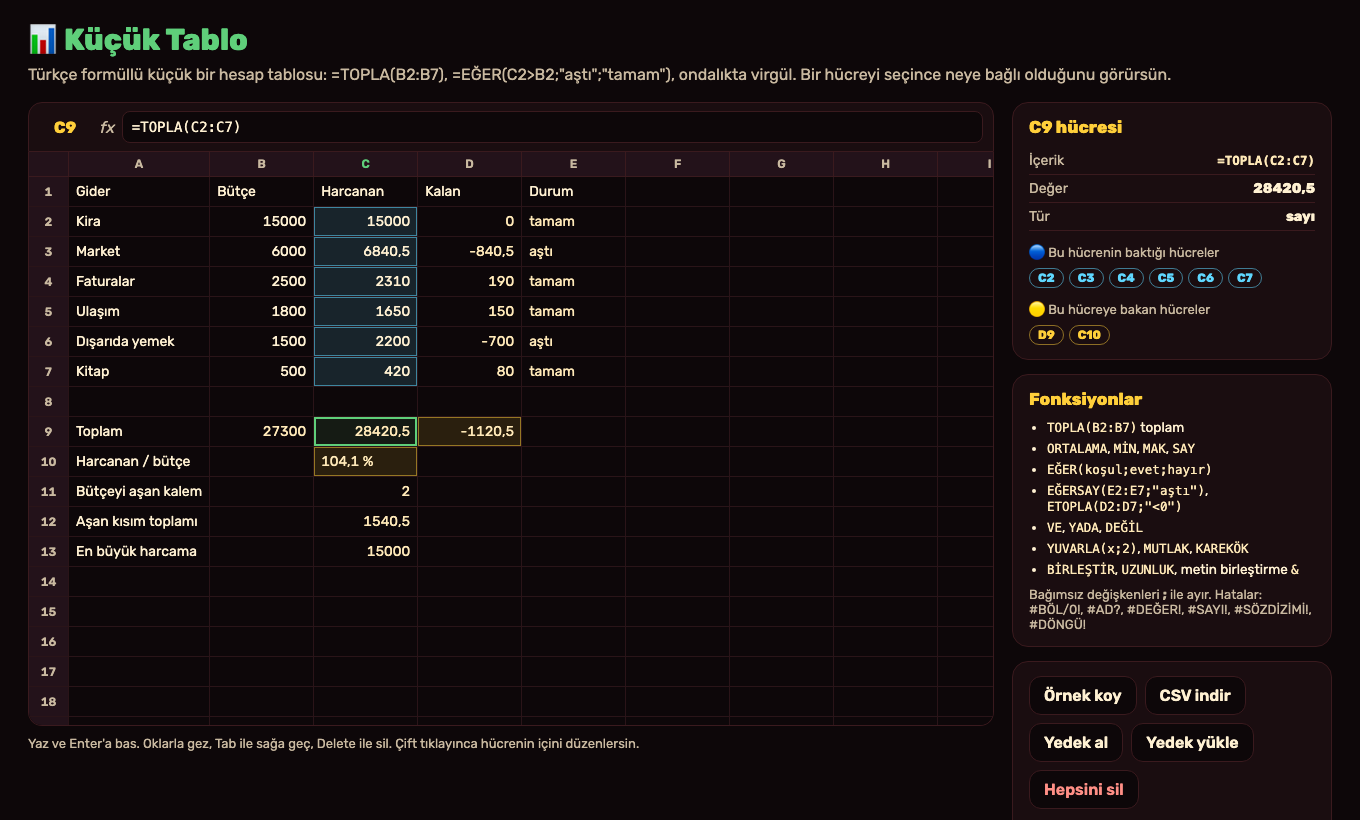 📊 Küçük Tablo
Türkçe formüllü küçük bir hesap tablosu: =TOPLA(B2:B7), =EĞER(C2>B2;"aştı";"tamam"), ondalıkta virgül. Bir hücreyi seçince neye bağlı olduğunu görürsün.
C9 fx =TOPLA(C2:C7)
A B C D E F G H I
1 Gider Bütçe Harcanan Kalan Durum
2 Kira 15000 15000 0 tamam
3 Market 6000 6840,5 -840,5 aştı
4 Faturalar 2500 2310 190 tamam
5 Ulaşım 1800 1650 150 tamam
6 Dışarıda yemek 1500 2200 -700 aştı
7 Kitap 500 420 80 tamam
8
9 Toplam 27300 28420,5 -1120,5
10 Harcanan / bütçe 104,1 %
11 Bütçeyi aşan kalem 2
12 Aşan kısım toplamı 1540,5
13 En büyük harcama 15000
14
15
16
17
18
Yaz ve Enter'a bas. Oklarla gez, Tab ile sağa geç, Delete ile sil. Çift tıklayınca hücrenin içini düzenlersin.
C9 hücresi
İçerik =TOPLA(C2:C7)
Değer 28420,5
Tür sayı
🔵 Bu hücrenin baktığı hücreler
C2 C3 C4 C5 C6 C7
🟡 Bu hücreye bakan hücreler
D9 C10
Fonksiyonlar
• TOPLA(B2:B7) toplam
• ORTALAMA, MİN, MAK, SAY
• EĞER(koşul;evet;hayır)
• EĞERSAY(E2:E7;"aştı"),
ETOPLA(D2:D7;"<0")
• VE, YADA, DEĞİL
• YUVARLA(x;2), MUTLAK, KAREKÖK
• BİRLEŞTİR, UZUNLUK, metin birleştirme &
Bağımsız değişkenleri ; ile ayır. Hatalar:
#BÖL/0!, #AD?, #DEĞER!, #SAYI!, #SÖZDİZİMİ!,
#DÖNGÜ!
Örnek koy CSV indir
Yedek al Yedek yükle
Hepsini sil